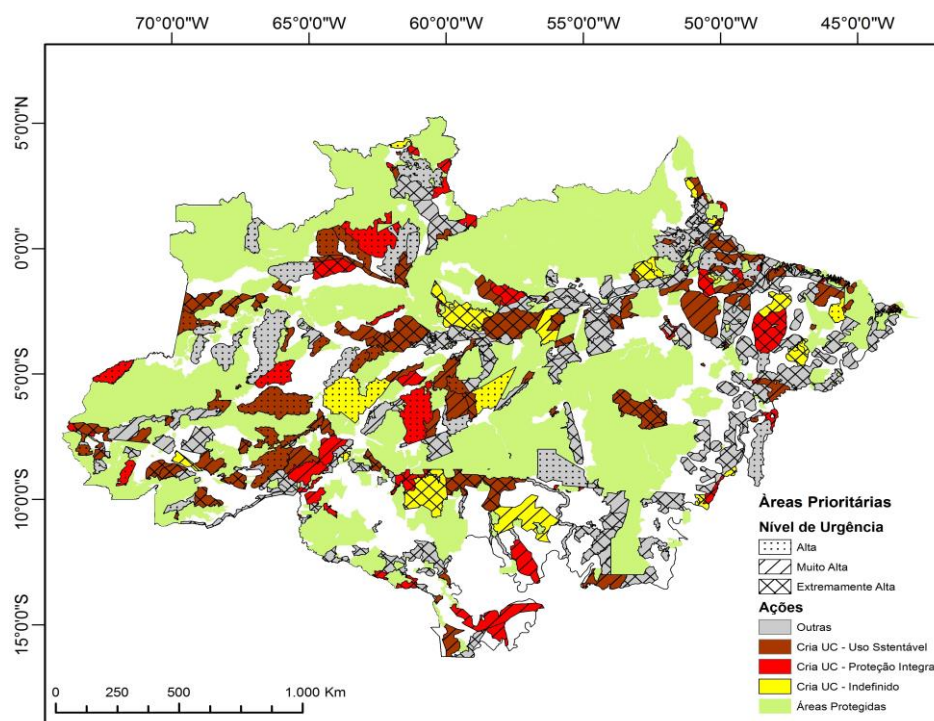 70°0'0"W 65°0'0"W 60°0'0"W 55°0'0"W 50°0'0"W 45°0'0"W
5°0'0"N
0°0'0"
5°0'0"S
10°0'0"S
15°0'0"S
Àreas Prioritárias
Nível de Urgência
Alta
Muito Alta
Extremamente Alta
Ações
Outras
Cria UC - Uso Sstentável
Cria UC - Proteção Integra
Cria UC - Indefinido
Áreas Protegidas
0 250 500 1.000 Km